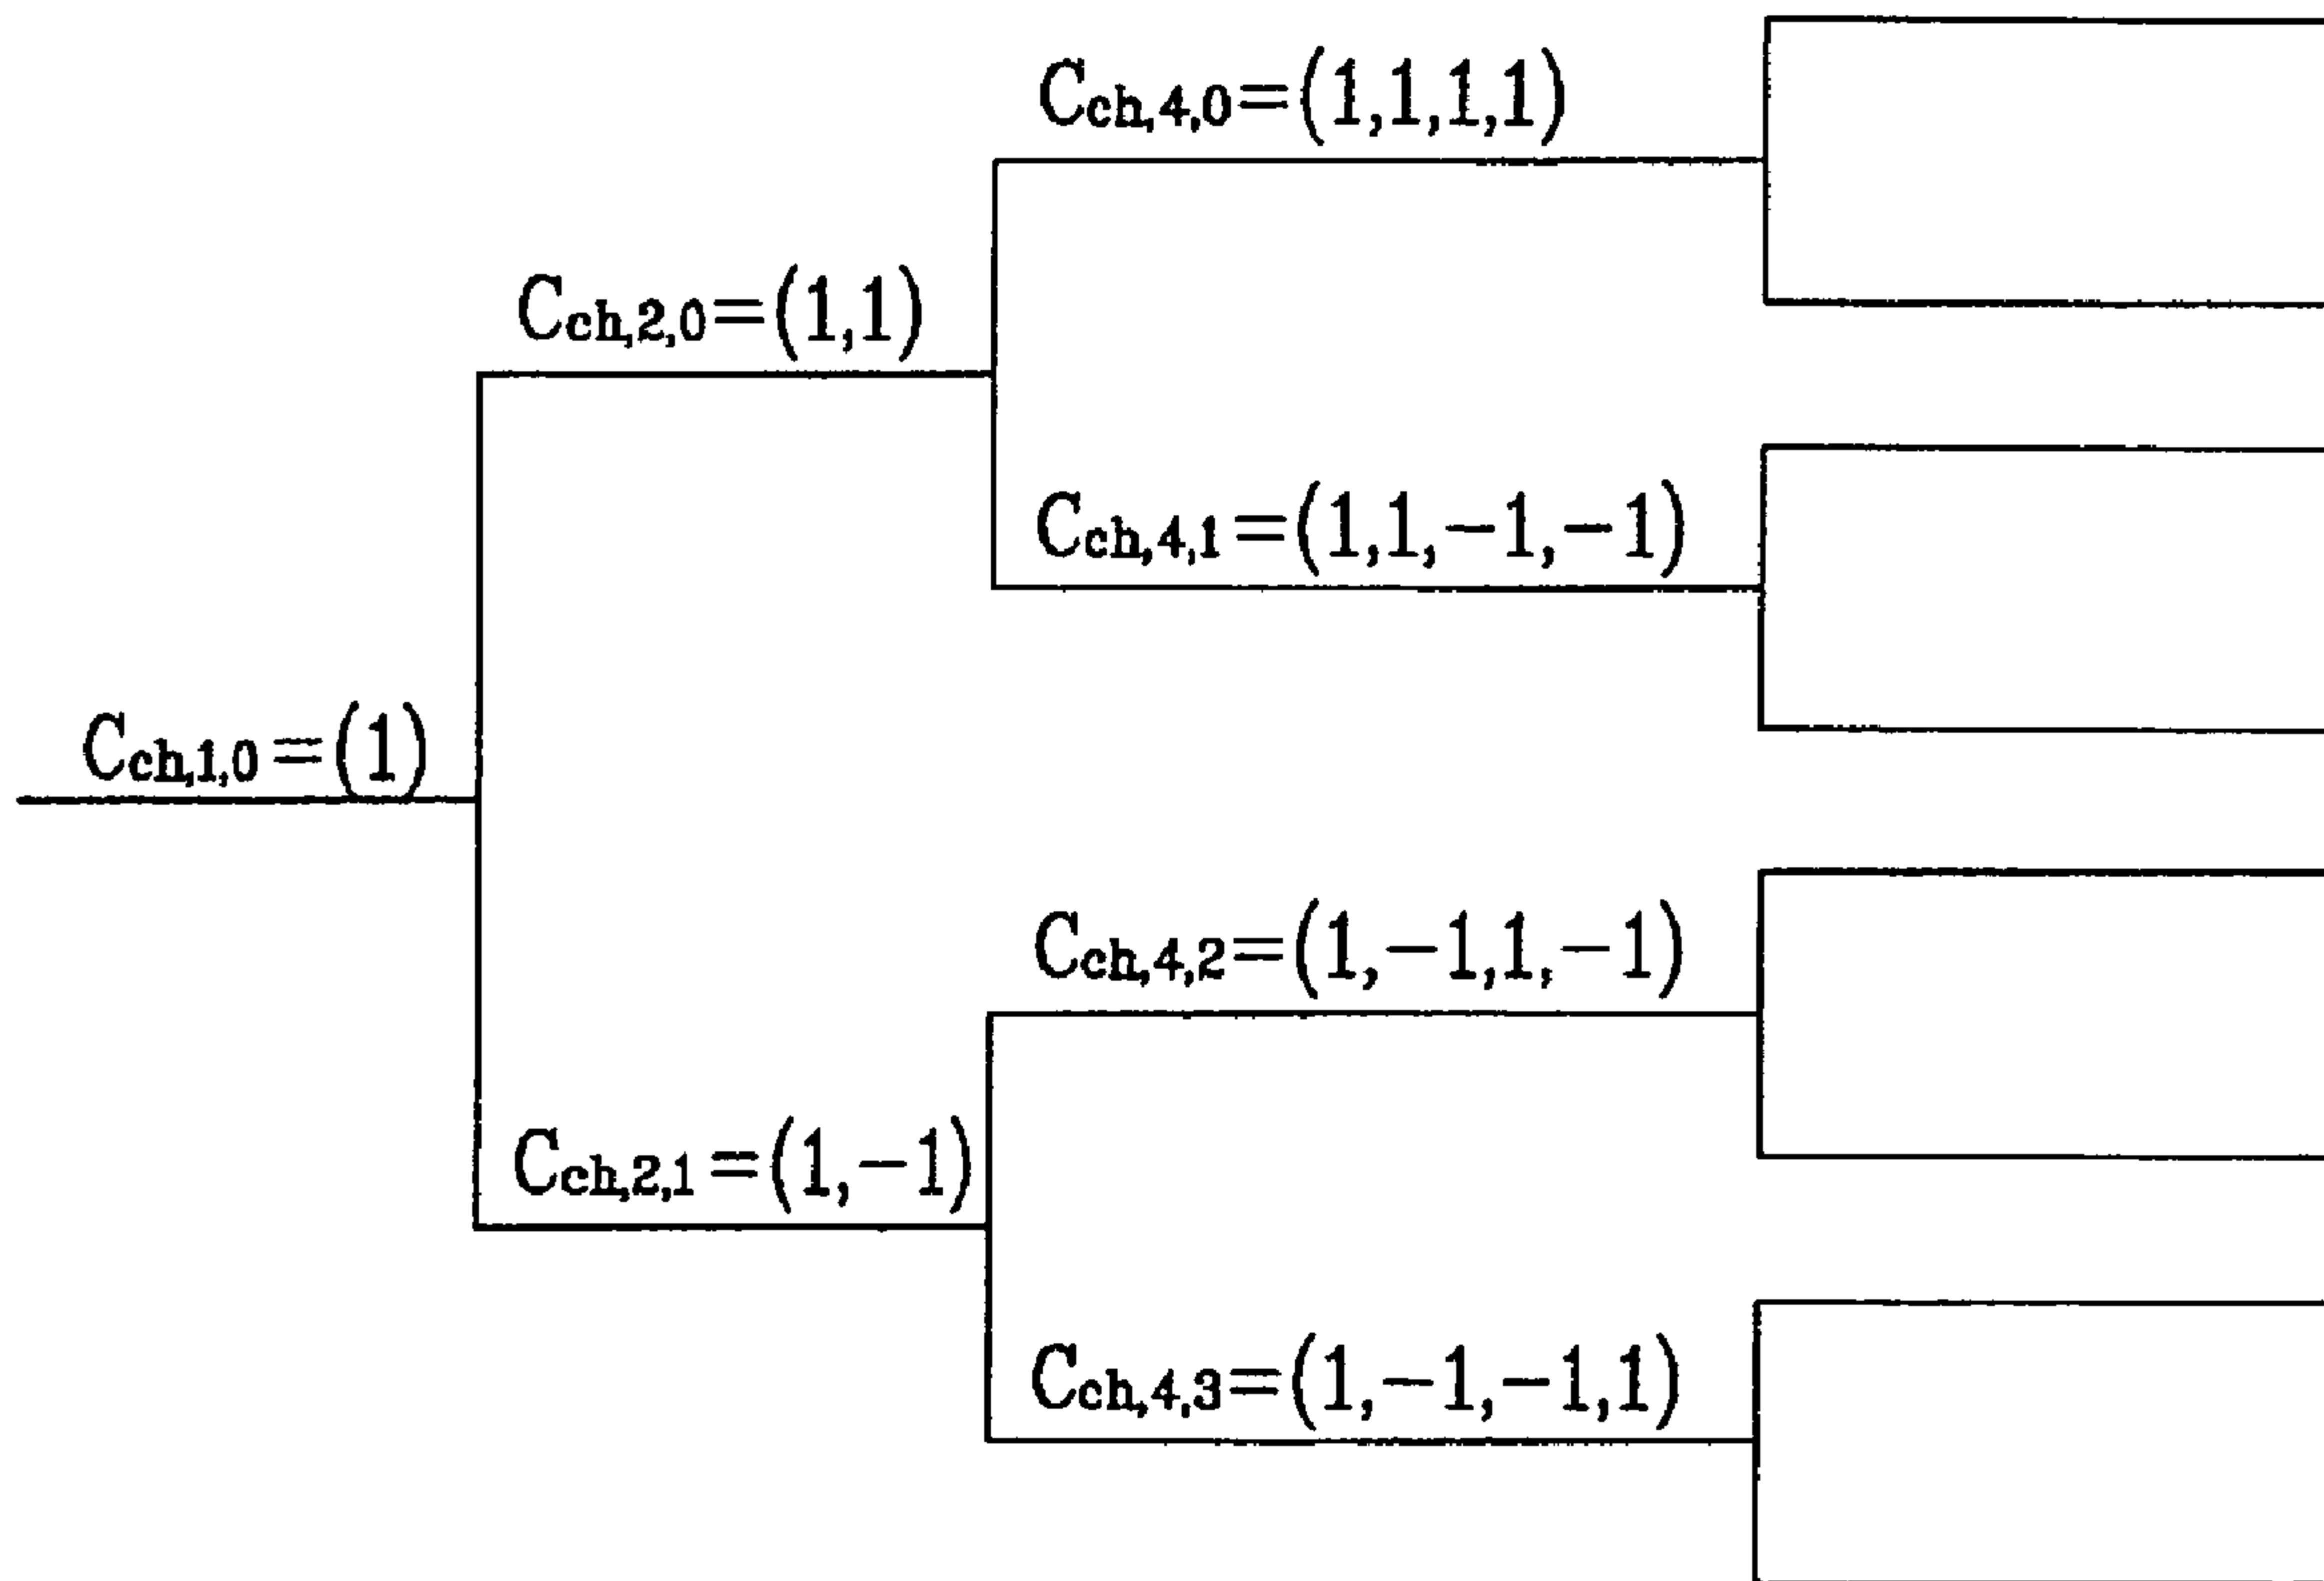 Cch,4,0=(1,1,1,1)
Cch,2,0=(1,1)
Cch,4,1=(1,1,−1,−1)
Cch,1,0=(1)
Cch,4,2=(1,−1,1,−1)
Cch,2,1=(1,−1)
Cch,4,3=(1,−1,−1,1)